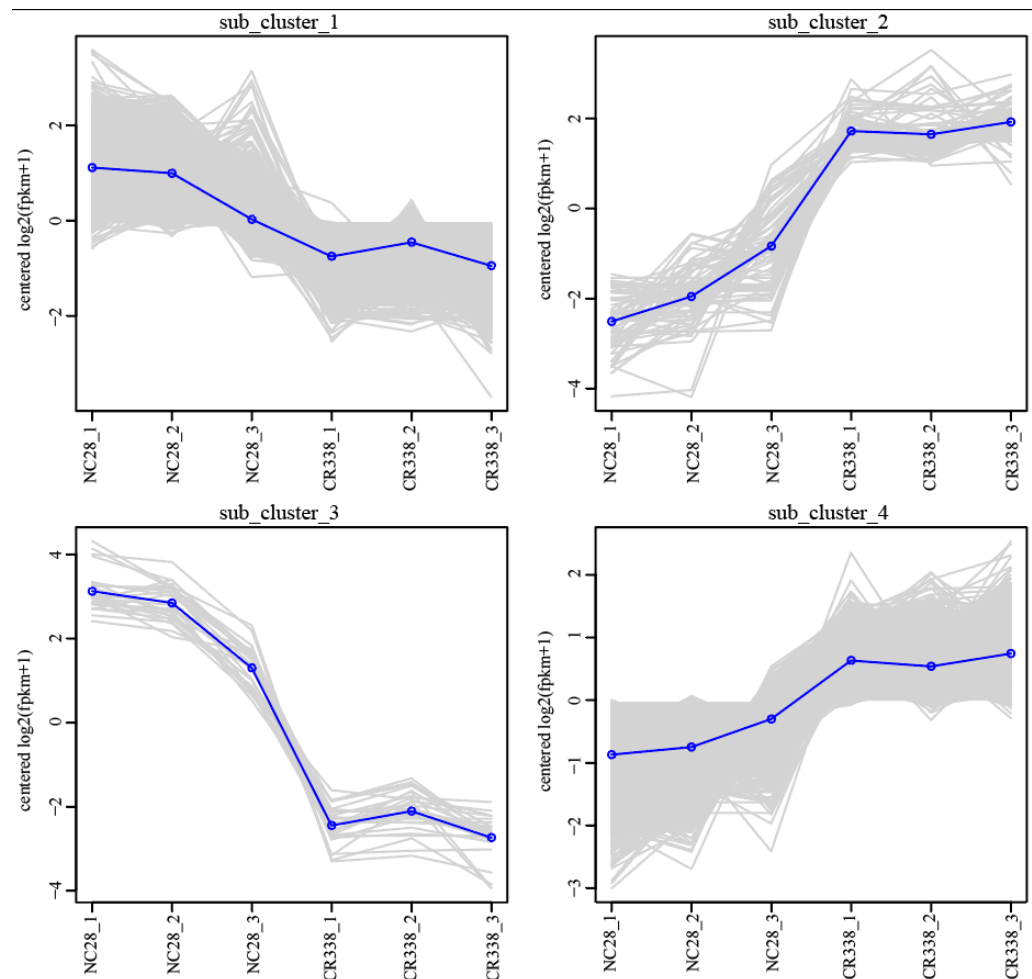 sub_cluster_1
centered log2(fpkm+1)
2
0
−2
NC28_1
NC28_2
NC28_3
CR338_1
CR338_2
CR338_3
sub_cluster_2
centered log2(fpkm+1)
2
0
−2
−4
NC28_1
NC28_2
NC28_3
CR338_1
CR338_2
CR338_3
sub_cluster_3
centered log2(fpkm+1)
4
2
0
−2
−4
NC28_1
NC28_2
NC28_3
CR338_1
CR338_2
CR338_3
sub_cluster_4
centered log2(fpkm+1)
2
1
0
−1
−2
−3
NC28_1
NC28_2
NC28_3
CR338_1
CR338_2
CR338_3